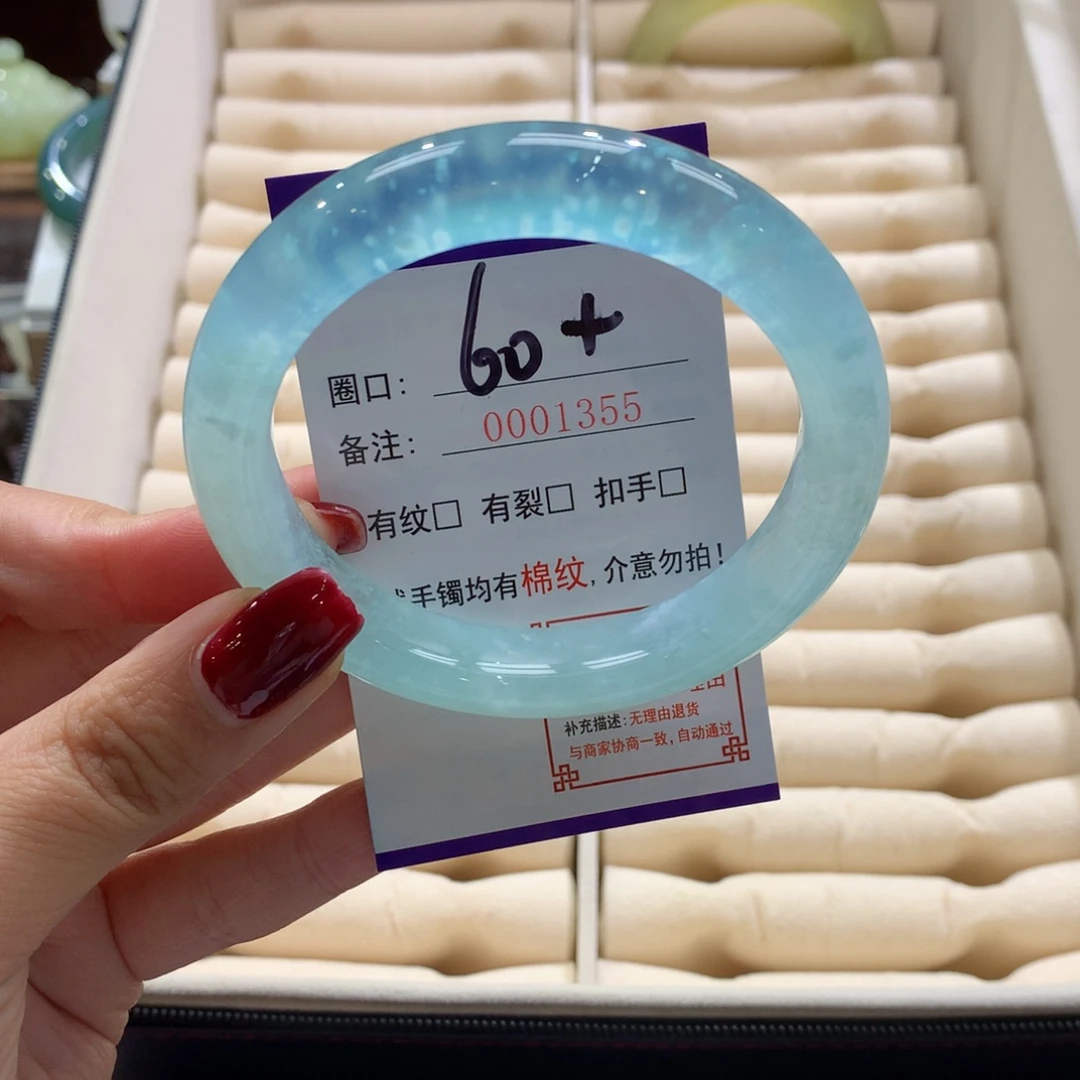 圈口: 60+
备注: 0001355
有纹□ 有裂□ 扣手□
手镯均有棉纹,介意勿拍!
由
补充描述:无理由退货
与商家协商一致,自动通过